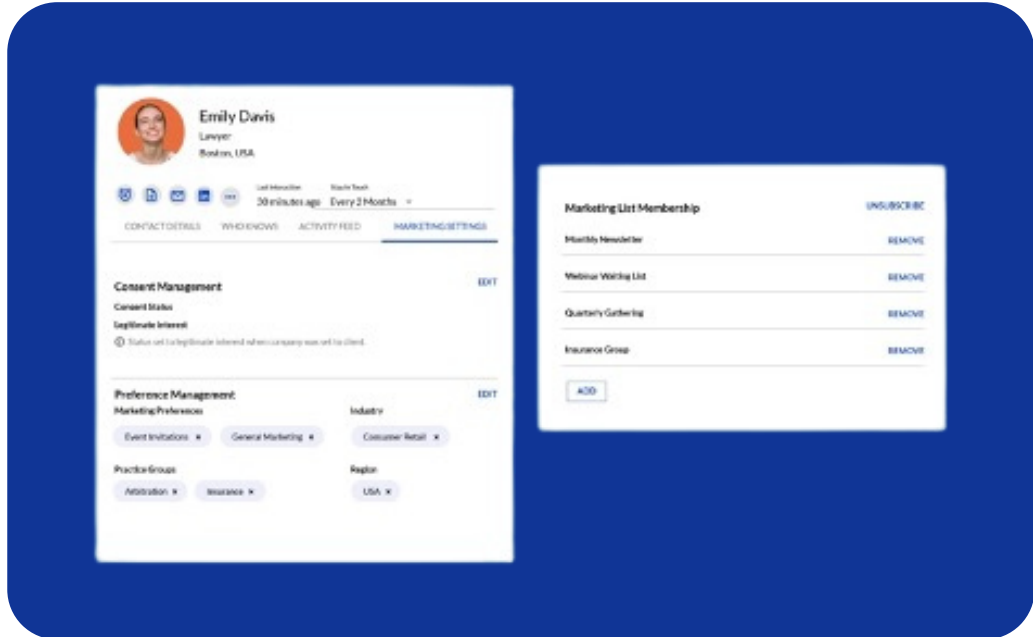 Emily Davis
Lawyer
Boston, USA
Last Interaction
Stay in Touch
30 minutes ago
Every 2 Months
CONTACT DETAILS
WHO KNOWS
ACTIVITY FEED
MARKETING SETTINGS
Consent Management
EDIT
Consent Status
Legitimate Interest
Status set to legitimate interest when company was set to client.
Preference Management
EDIT
Marketing Preferences
Industry
Event Invitations ×
General Marketing ×
Consumer Retail ×
Practice Groups
Region
Arbitration ×
Insurance ×
USA ×
Marketing List Membership
UNSUBSCRIBE
Monthly Newsletter
REMOVE
Webinar Waiting List
REMOVE
Quarterly Gathering
REMOVE
Insurance Group
REMOVE
ADD